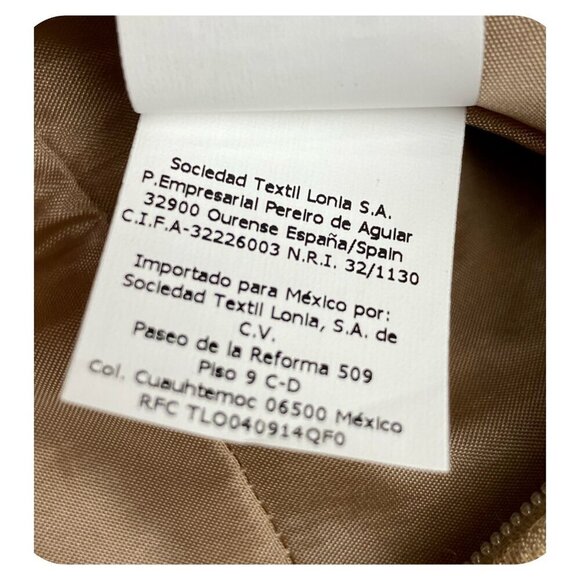 Sociedad Textil Lonia S.A.
P.Empresarial Pereiro de Aguiar
32900 Ourense España/Spain
C.I.F.A-32226003 N.R.I. 32/1130
Importado para México por:
Sociedad Textil Lonia, S.A. de
C.V.
Paseo de la Reforma 509
Piso 9 C-D
Col. Cuauhtemoc 06500 México
RFC TLO040914QF0